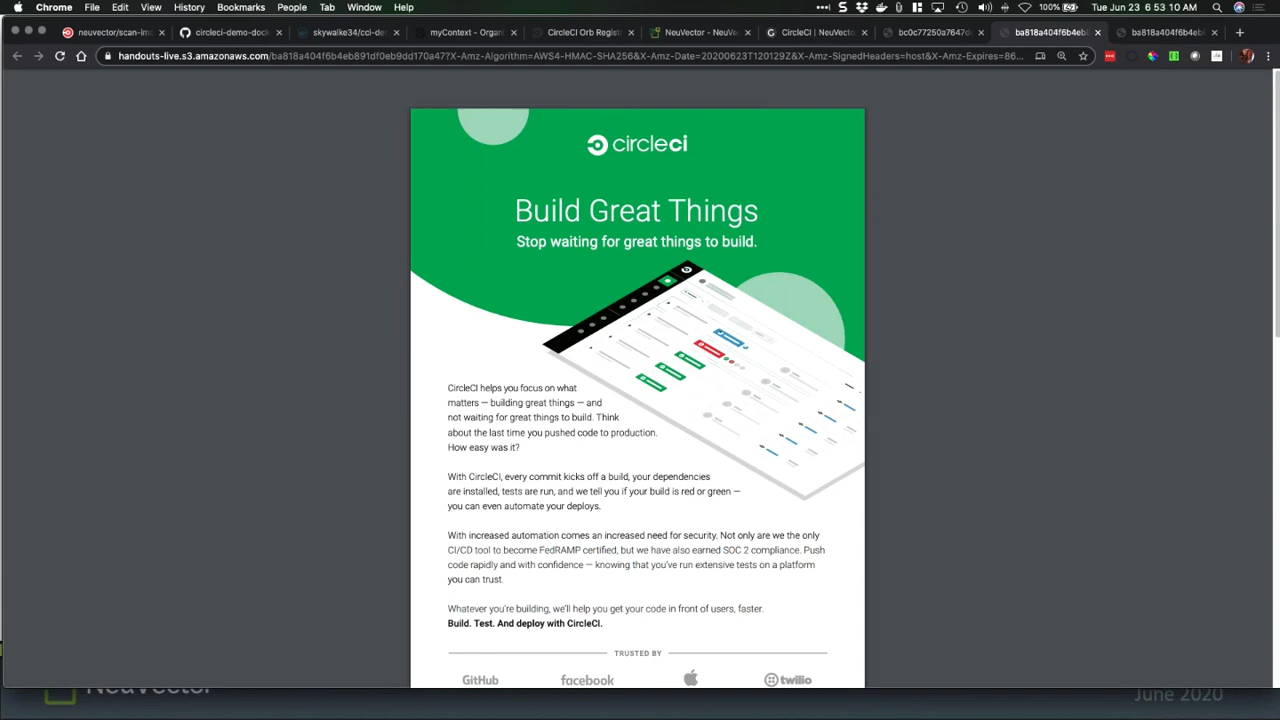 Chrome File Edit View History Bookmarks People Tab Window Help
100% Tue Jun 23 6:53:10 AM
neuvector/scan-im
circleci-demo-dock
skywalke34/cci-der
myContext - Organ
CircleCI Orb Regist
NeuVector - NeuVe
CircleCI | NeuVecto
bc0c77250a7647d
ba818a404f6b4eb
ba818a404f6b4eb
handouts-live.s3.amazonaws.com/ba818a404f6b4eb891df0eb9dd170a47?X-Amz-Algorithm=AWS4-HMAC-SHA256&X-Amz-Date=20200623T120129Z&X-Amz-SignedHeaders=host&X-Amz-Expires=86...
circleci
Build Great Things
Stop waiting for great things to build.
CircleCI helps you focus on what
matters — building great things — and
not waiting for great things to build. Think
about the last time you pushed code to production.
How easy was it?
With CircleCI, every commit kicks off a build, your dependencies
are installed, tests are run, and we tell you if your build is red or green —
you can even automate your deploys.
With increased automation comes an increased need for security. Not only are we the only
CI/CD tool to become FedRAMP certified, but we have also earned SOC 2 compliance. Push
code rapidly and with confidence — knowing that you've run extensive tests on a platform
you can trust.
Whatever you're building, we'll help you get your code in front of users, faster.
Build. Test. And deploy with CircleCI.
TRUSTED BY
GitHub facebook twilio
NeuVector
June 2020